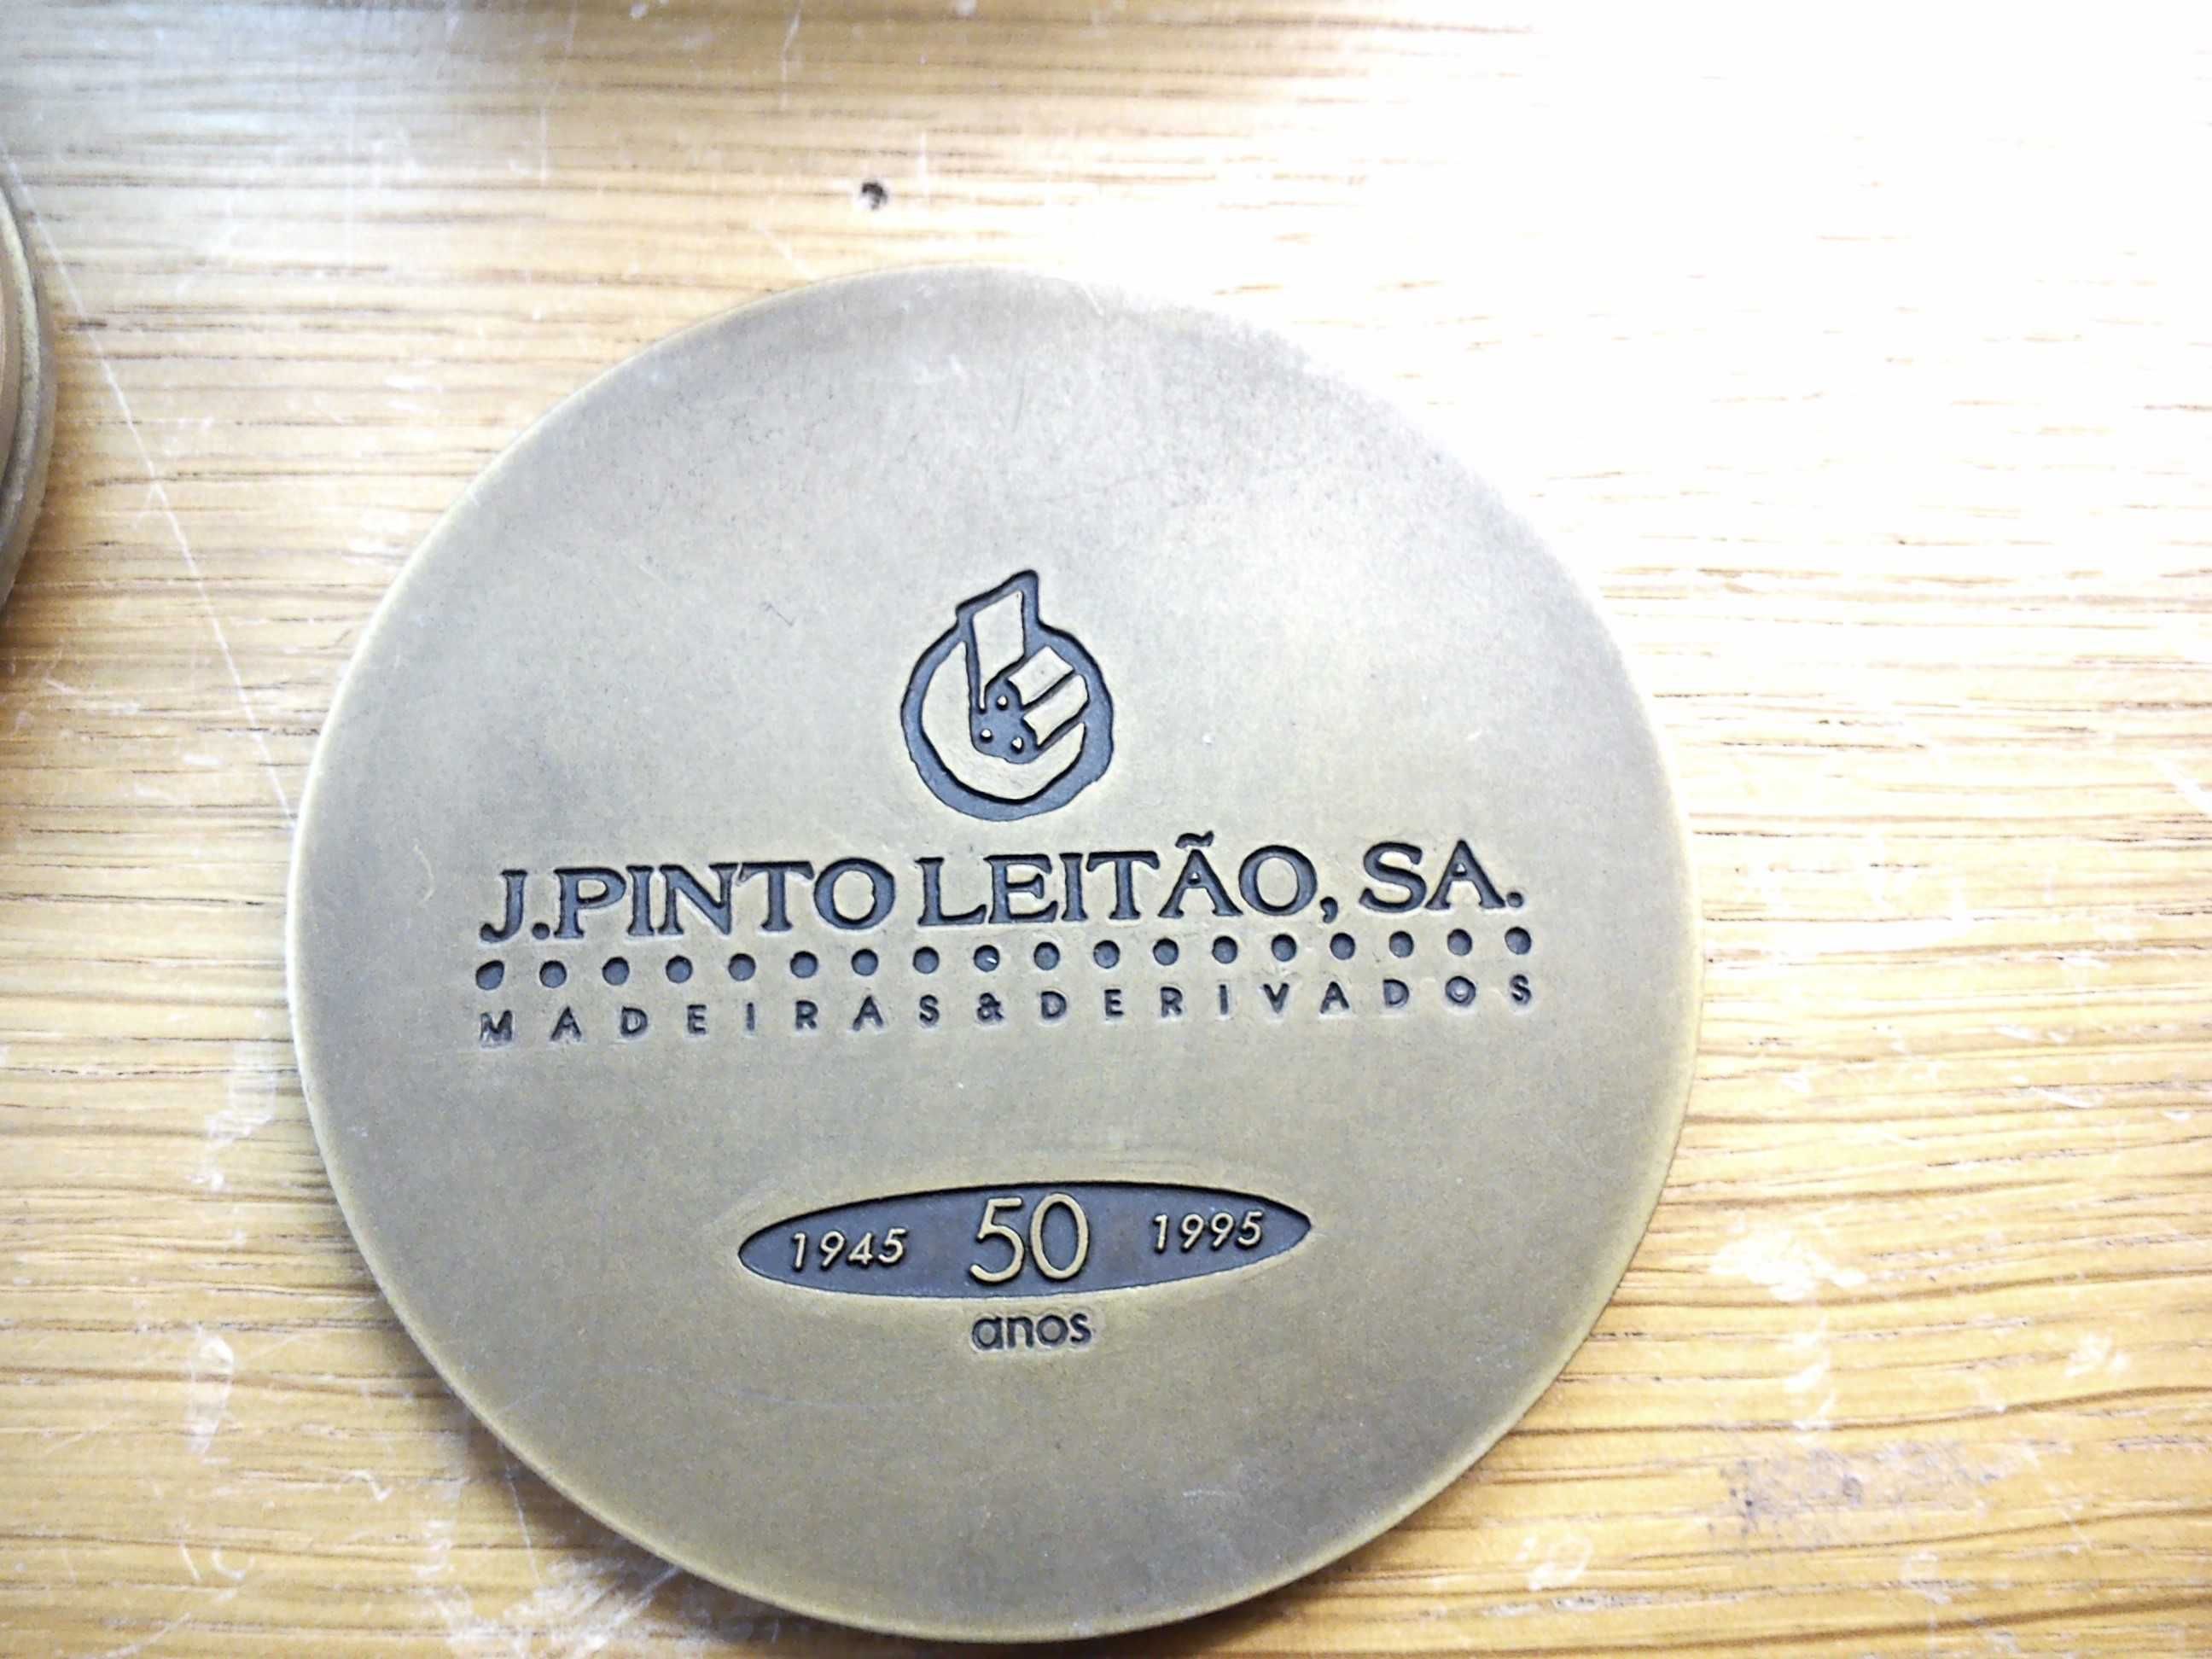 J.PINTO LEITÃO, SA.
MADEIRAS & DERIVADOS
1945 50 1995
anos